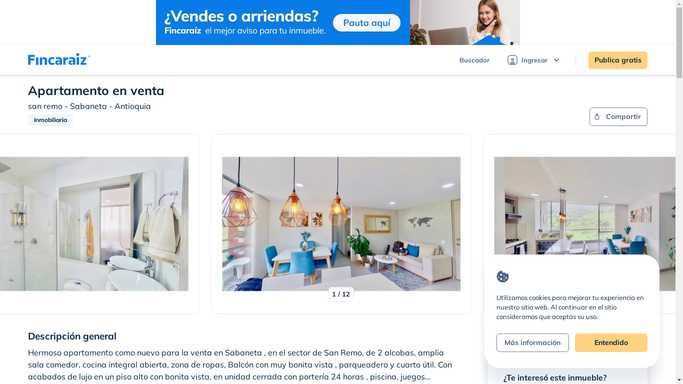 ¿Vendes o arriendas?
Fincaraíz el mejor aviso para tu inmueble.
Pauta aquí
Fincaraíz
Buscador
Ingresar
Publica gratis
Apartamento en venta
san remo - Sabaneta - Antioquia
Inmobiliaria
Compartir
1 / 12
Utilizamos cookies para mejorar tu experiencia en
nuestro sitio web. Al continuar en el sitio
consideramos que aceptas su uso.
Más información
Entendido
Descripción general
Hermoso apartamento como nuevo para la venta en Sabaneta , en el sector de San Remo, de 2 alcobas, amplia
sala comedor, cocina integral abierta, zona de ropas, Balcón con muy bonita vista , parqueadero y cuarto útil. Con
acabados de lujo en un piso alto con bonita vista, en unidad cerrada con portería 24 horas , piscina, juegos...
¿Te interesó este inmueble?